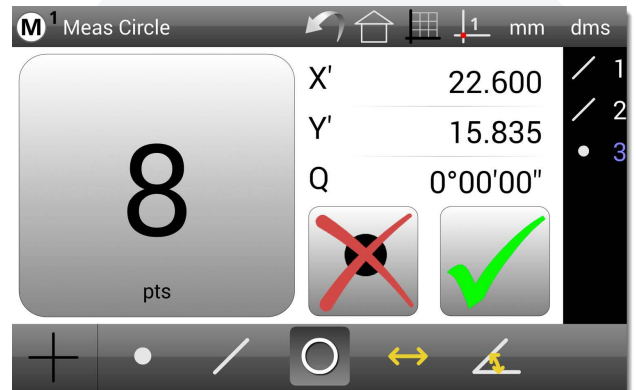 M 1 Meas Circle 1 mm dms
8
pts
X' 22.600
Y' 15.835
Q 0°00'00"
1
2
3